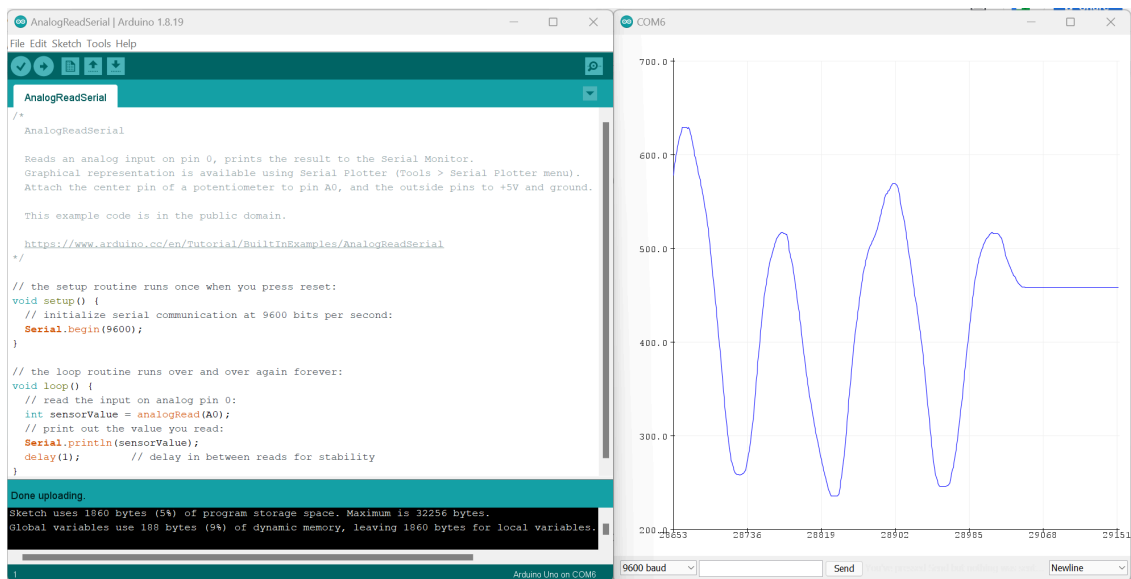 AnalogReadSerial | Arduino 1.8.19
File Edit Sketch Tools Help
AnalogReadSerial
/*
  AnalogReadSerial

  Reads an analog input on pin 0, prints the result to the Serial Monitor.
  Graphical representation is available using Serial Plotter (Tools > Serial Plotter menu).
  Attach the center pin of a potentiometer to pin A0, and the outside pins to +5V and ground.

  This example code is in the public domain.

  https://www.arduino.cc/en/Tutorial/BuiltInExamples/AnalogReadSerial
*/

// the setup routine runs once when you press reset:
void setup() {
  // initialize serial communication at 9600 bits per second:
  Serial.begin(9600);
}

// the loop routine runs over and over again forever:
void loop() {
  // read the input on analog pin 0:
  int sensorValue = analogRead(A0);
  // print out the value you read:
  Serial.println(sensorValue);
  delay(1);        // delay in between reads for stability
}
Done uploading.
Sketch uses 1860 bytes (5%) of program storage space. Maximum is 32256 bytes.
Global variables use 188 bytes (9%) of dynamic memory, leaving 1860 bytes for local variables.
1
Arduino Uno on COM6
COM6
700.0
600.0
500.0
400.0
300.0
200.0
28653 28736 28819 28902 28985 29068 29151
9600 baud
Send
Newline